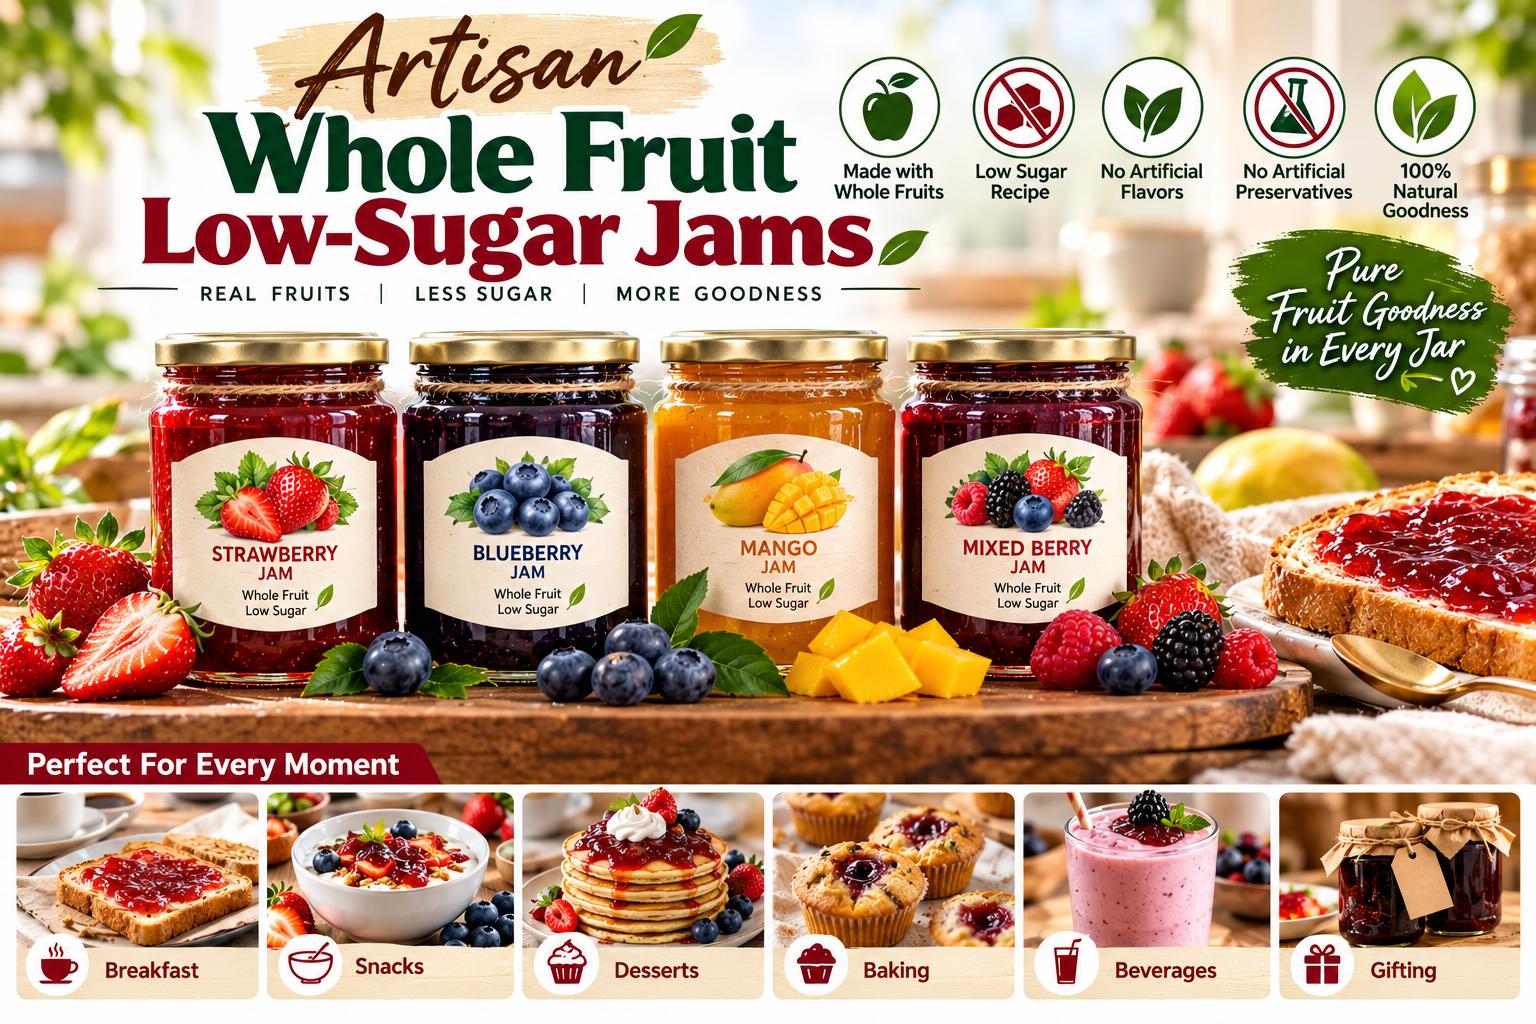 Artisan
Whole Fruit
Low-Sugar Jams
REAL FRUITS | LESS SUGAR | MORE GOODNESS
Made with
Whole Fruits
Low Sugar
Recipe
No Artificial
Flavors
No Artificial
Preservatives
100%
Natural
Goodness
Pure
Fruit Goodness
in Every Jar
STRAWBERRY
JAM
Whole Fruit
Low Sugar
BLUEBERRY
JAM
Whole Fruit
Low Sugar
MANGO
JAM
Whole Fruit
Low Sugar
MIXED BERRY
JAM
Whole Fruit
Low Sugar
Perfect For Every Moment
Breakfast
Snacks
Desserts
Baking
Beverages
Gifting